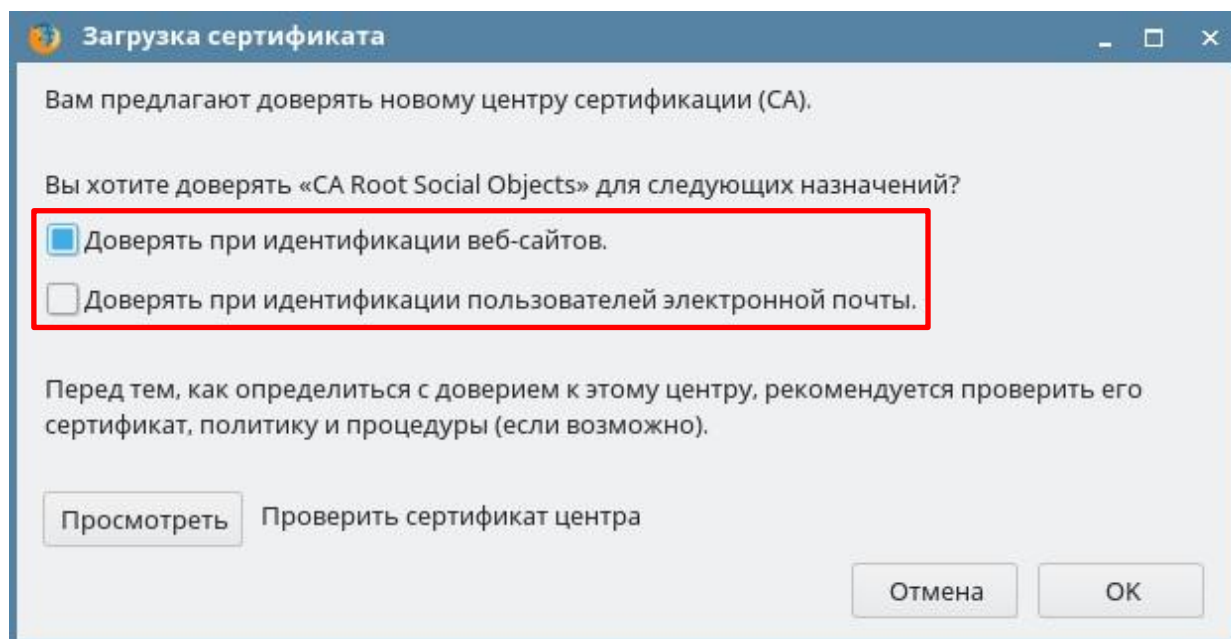 Загрузка сертификата
Вам предлагают доверять новому центру сертификации (CA).
Вы хотите доверять «CA Root Social Objects» для следующих назначений?
Доверять при идентификации веб-сайтов.
Доверять при идентификации пользователей электронной почты.
Перед тем, как определиться с доверием к этому центру, рекомендуется проверить его
сертификат, политику и процедуры (если возможно).
Просмотреть Проверить сертификат центра
Отмена OK